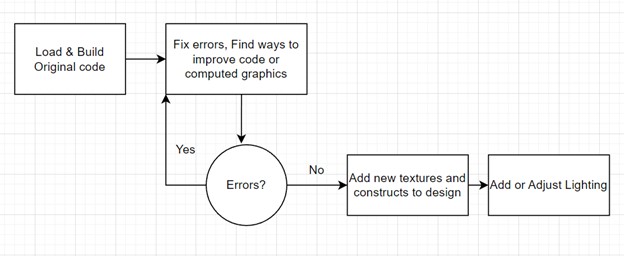 Load & Build
Original code
Fix errors, Find ways to
improve code or
computed graphics
Yes
Errors?
No
Add new textures and
constructs to design
Add or Adjust Lighting